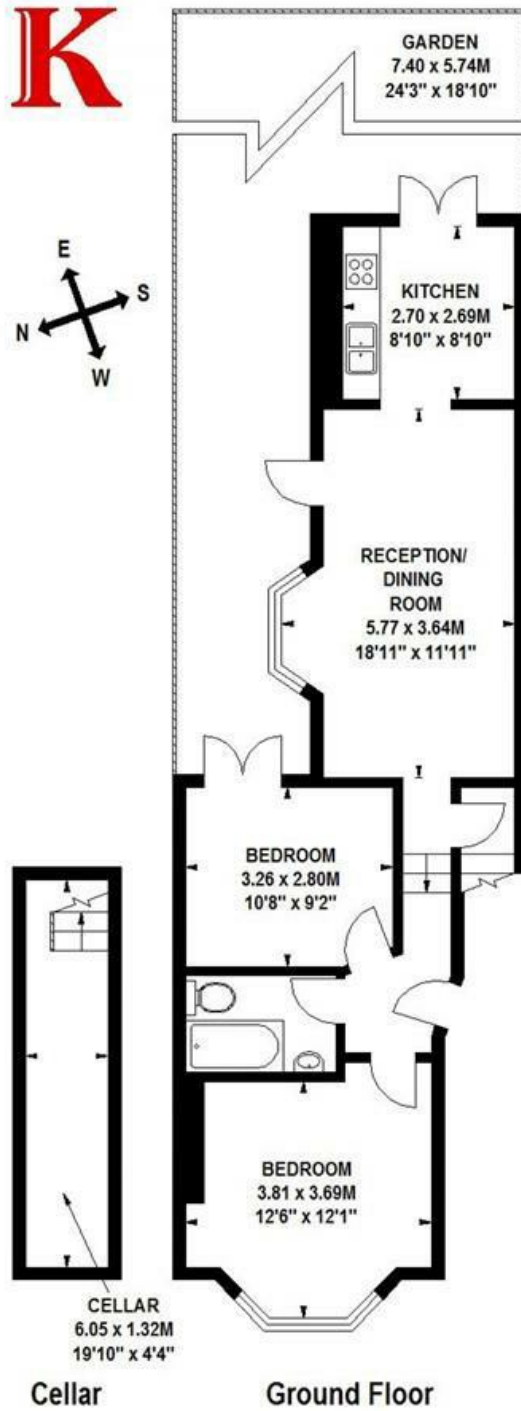 K
GARDEN
7.40 x 5.74M
24'3" x 18'10"
E
S
N
W
KITCHEN
2.70 x 2.69M
8'10" x 8'10"
RECEPTION/
DINING
ROOM
5.77 x 3.64M
18'11" x 11'11"
BEDROOM
3.26 x 2.80M
10'8" x 9'2"
BEDROOM
3.81 x 3.69M
12'6" x 12'1"
CELLAR
6.05 x 1.32M
19'10" x 4'4"
Cellar
Ground Floor